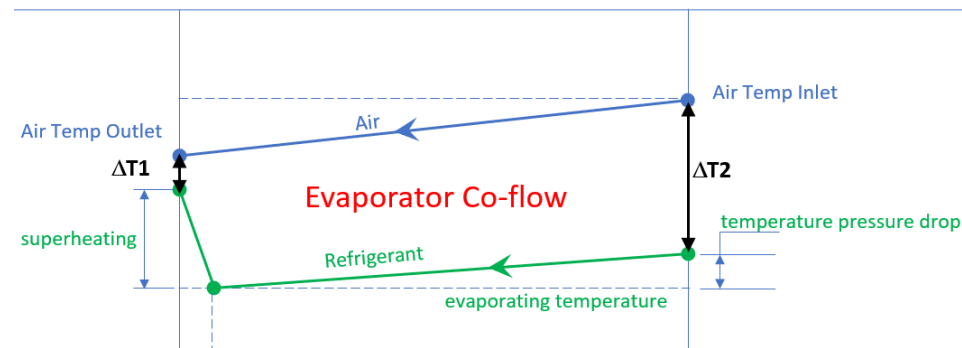 Air Temp Inlet
Air
Air Temp Outlet
ΔT1
ΔT2
Evaporator Co-flow
temperature pressure drop
superheating
Refrigerant
evaporating temperature